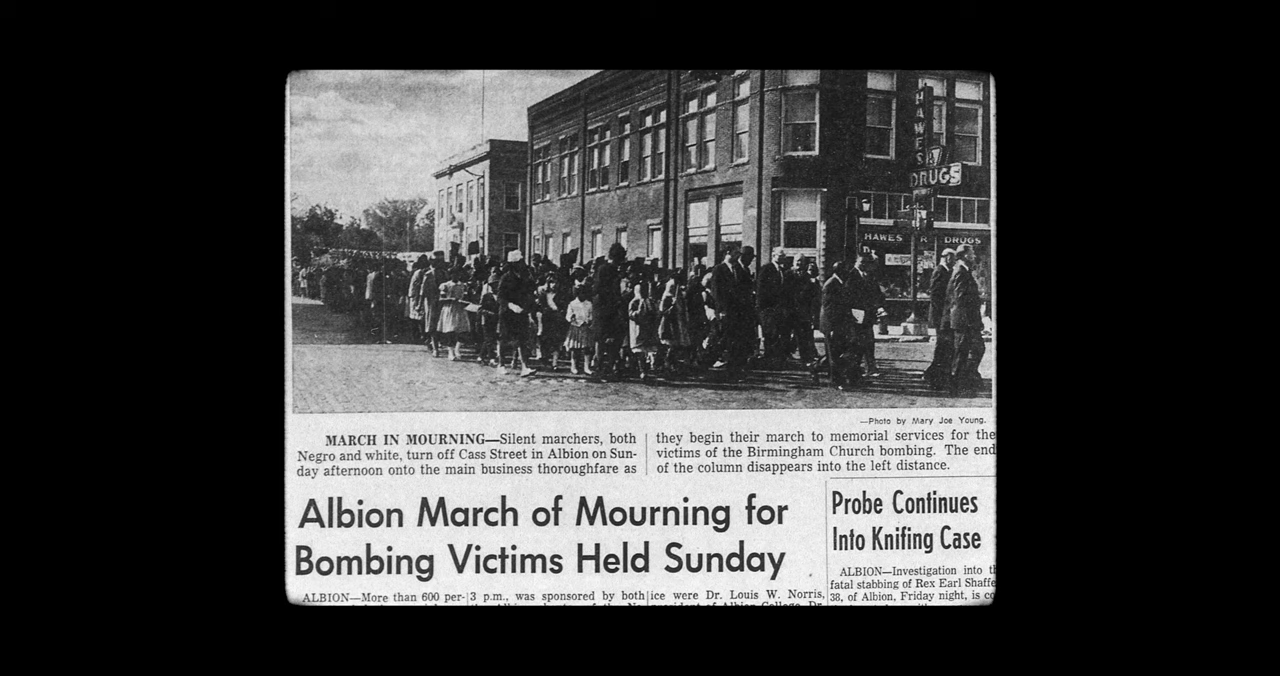 HAWES
DRUGS
HAWES DRUGS
—Photo by Mary Joe Young.
MARCH IN MOURNING—Silent marchers, both
Negro and white, turn off Cass Street in Albion on Sun-
day afternoon onto the main business thoroughfare as
they begin their march to memorial services for the
victims of the Birmingham Church bombing. The end
of the column disappears into the left distance.
Albion March of Mourning for
Bombing Victims Held Sunday
ALBION—More than 600 per-
3 p.m., was sponsored by both
ice were Dr. Louis W. Norris,
Probe Continues
Into Knifing Case
ALBION—Investigation into
fatal stabbing of Rex Earl Shaffe
38, of Albion, Friday night, is